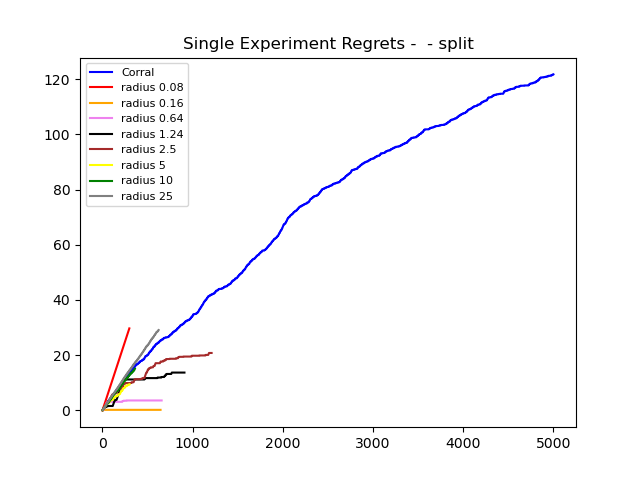 Single Experiment Regrets -  - split
Corral
radius 0.08
radius 0.16
radius 0.64
radius 1.24
radius 2.5
radius 5
radius 10
radius 25
120
100
80
60
40
20
0
0 1000 2000 3000 4000 5000